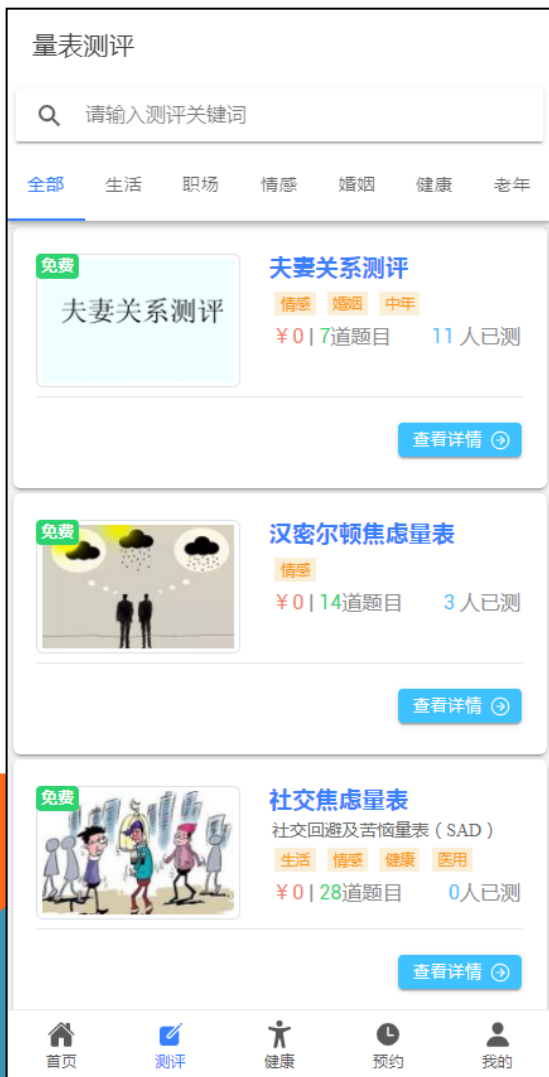 量表测评
请输入测评关键词
全部 生活 职场 情感 婚姻 健康 老年
免费
夫妻关系测评
夫妻关系测评
情感 婚姻 中年
￥0 | 7道题目 11 人已测
查看详情
免费
汉密尔顿焦虑量表
情感
￥0 | 14道题目 3 人已测
查看详情
免费
社交焦虑量表
社交回避及苦恼量表（SAD）
生活 情感 健康 医用
￥0 | 28道题目 0人已测
查看详情
首页 测评 健康 预约 我的